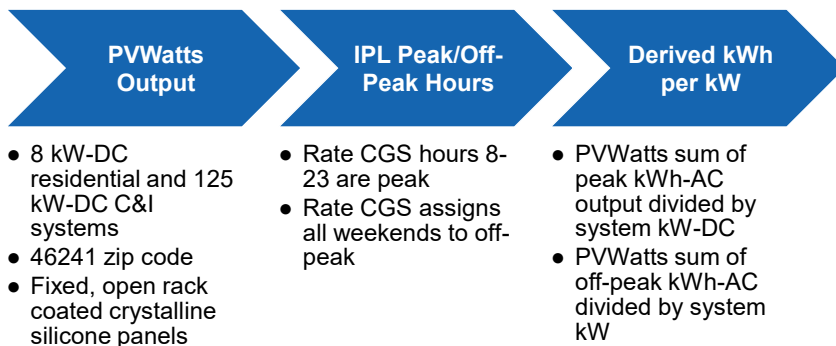 PVWatts
Output
● 8 kW-DC
residential and 125
kW-DC C&I
systems
● 46241 zip code
● Fixed, open rack
coated crystalline
silicone panels
IPL Peak/Off-
Peak Hours
● Rate CGS hours 8-
23 are peak
● Rate CGS assigns
all weekends to off-
peak
Derived kWh
per kW
● PVWatts sum of
peak kWh-AC
output divided by
system kW-DC
● PVWatts sum of
off-peak kWh-AC
divided by system
kW